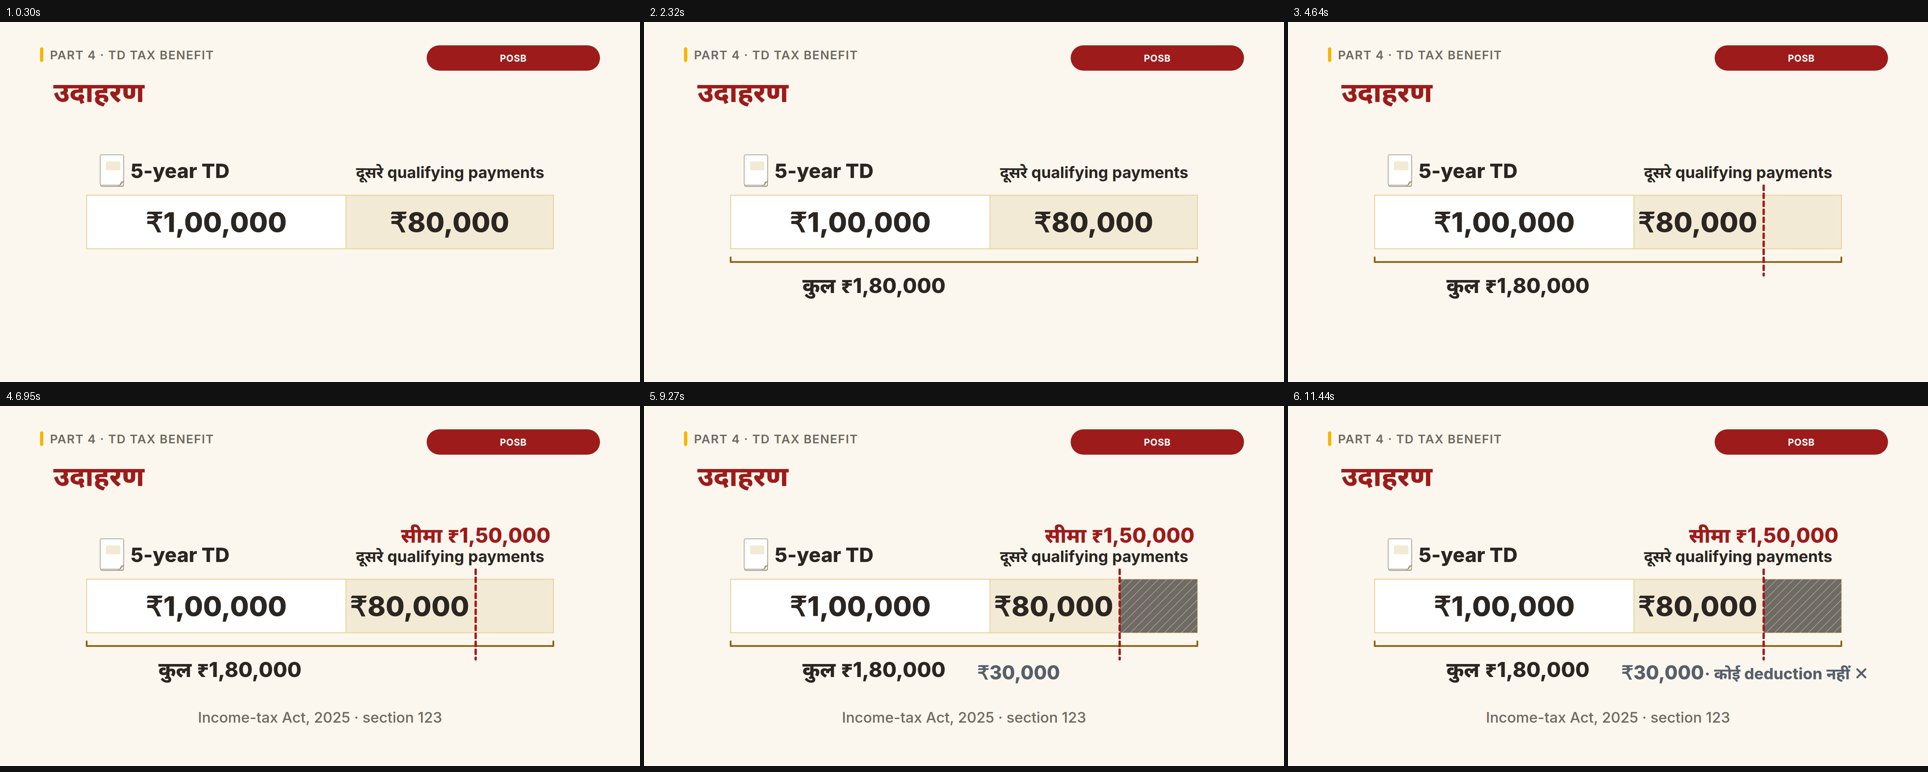 1. 0.30s
PART 4 · TD TAX BENEFIT
POSB
उदाहरण
5-year TD
दूसरे qualifying payments
₹1,00,000
₹80,000
2. 2.32s
PART 4 · TD TAX BENEFIT
POSB
उदाहरण
5-year TD
दूसरे qualifying payments
₹1,00,000
₹80,000
कुल ₹1,80,000
3. 4.64s
PART 4 · TD TAX BENEFIT
POSB
उदाहरण
5-year TD
दूसरे qualifying payments
₹1,00,000
₹80,000
कुल ₹1,80,000
4. 6.95s
PART 4 · TD TAX BENEFIT
POSB
उदाहरण
सीमा ₹1,50,000
5-year TD
दूसरे qualifying payments
₹1,00,000
₹80,000
कुल ₹1,80,000
Income-tax Act, 2025 · section 123
5. 9.27s
PART 4 · TD TAX BENEFIT
POSB
उदाहरण
सीमा ₹1,50,000
5-year TD
दूसरे qualifying payments
₹1,00,000
₹80,000
कुल ₹1,80,000
₹30,000
Income-tax Act, 2025 · section 123
6. 11.44s
PART 4 · TD TAX BENEFIT
POSB
उदाहरण
सीमा ₹1,50,000
5-year TD
दूसरे qualifying payments
₹1,00,000
₹80,000
कुल ₹1,80,000
₹30,000 · कोई deduction नहीं ✕
Income-tax Act, 2025 · section 123